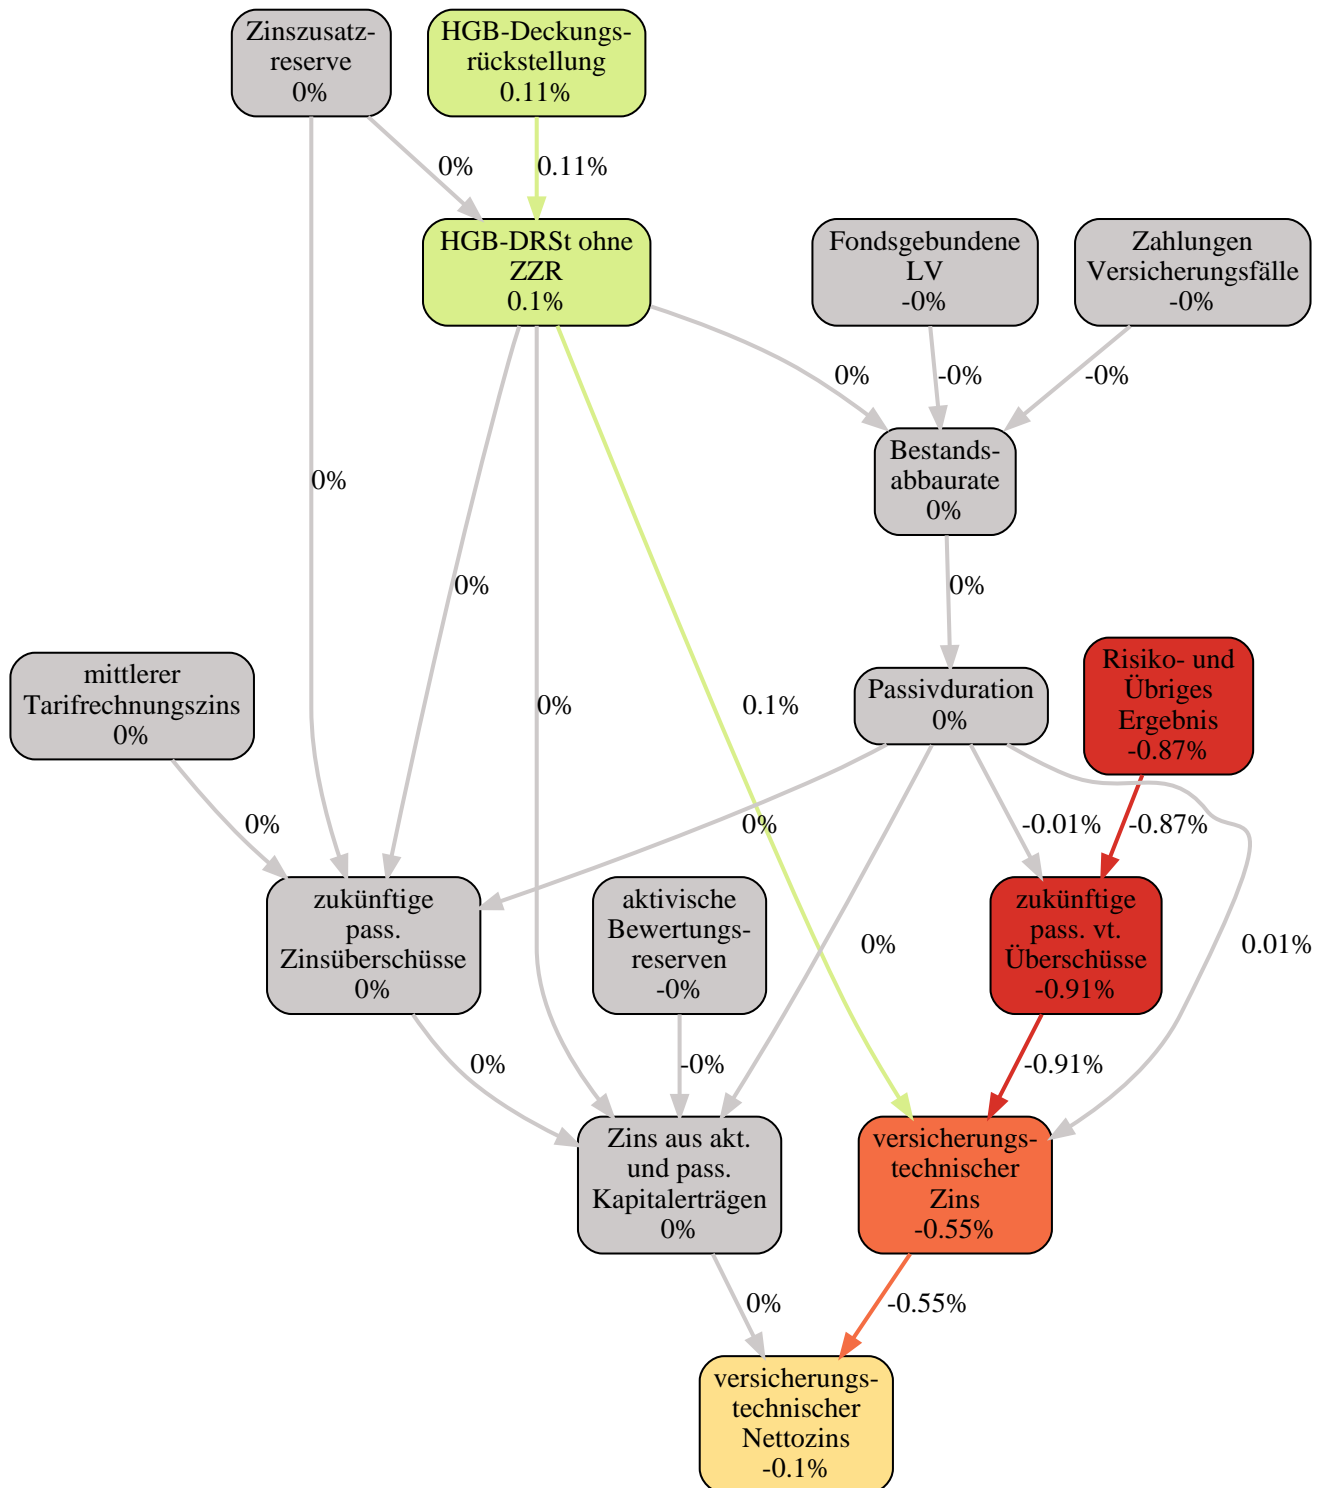 Zinszusatz-
reserve
0%
HGB-Deckungs-
rückstellung
0.11%
0%
0.11%
HGB-DRSt ohne
ZZR
0.1%
Fondsgebundene
LV
-0%
Zahlungen
Versicherungsfälle
-0%
0%
-0%
-0%
Bestands-
abbaurate
0%
0%
0%
0%
mittlerer
Tarifrechnungszins
0%
0%
0.1%
Passivduration
0%
Risiko- und
Übriges
Ergebnis
-0.87%
0%
0%
-0.01%
-0.87%
zukünftige
pass.
Zinsüberschüsse
0%
aktivische
Bewertungs-
reserven
-0%
0%
zukünftige
pass. vt.
Überschüsse
-0.91%
0.01%
0%
-0%
-0.91%
Zins aus akt.
und pass.
Kapitalerträgen
0%
versicherungs-
technischer
Zins
-0.55%
0%
-0.55%
versicherungs-
technischer
Nettozins
-0.1%